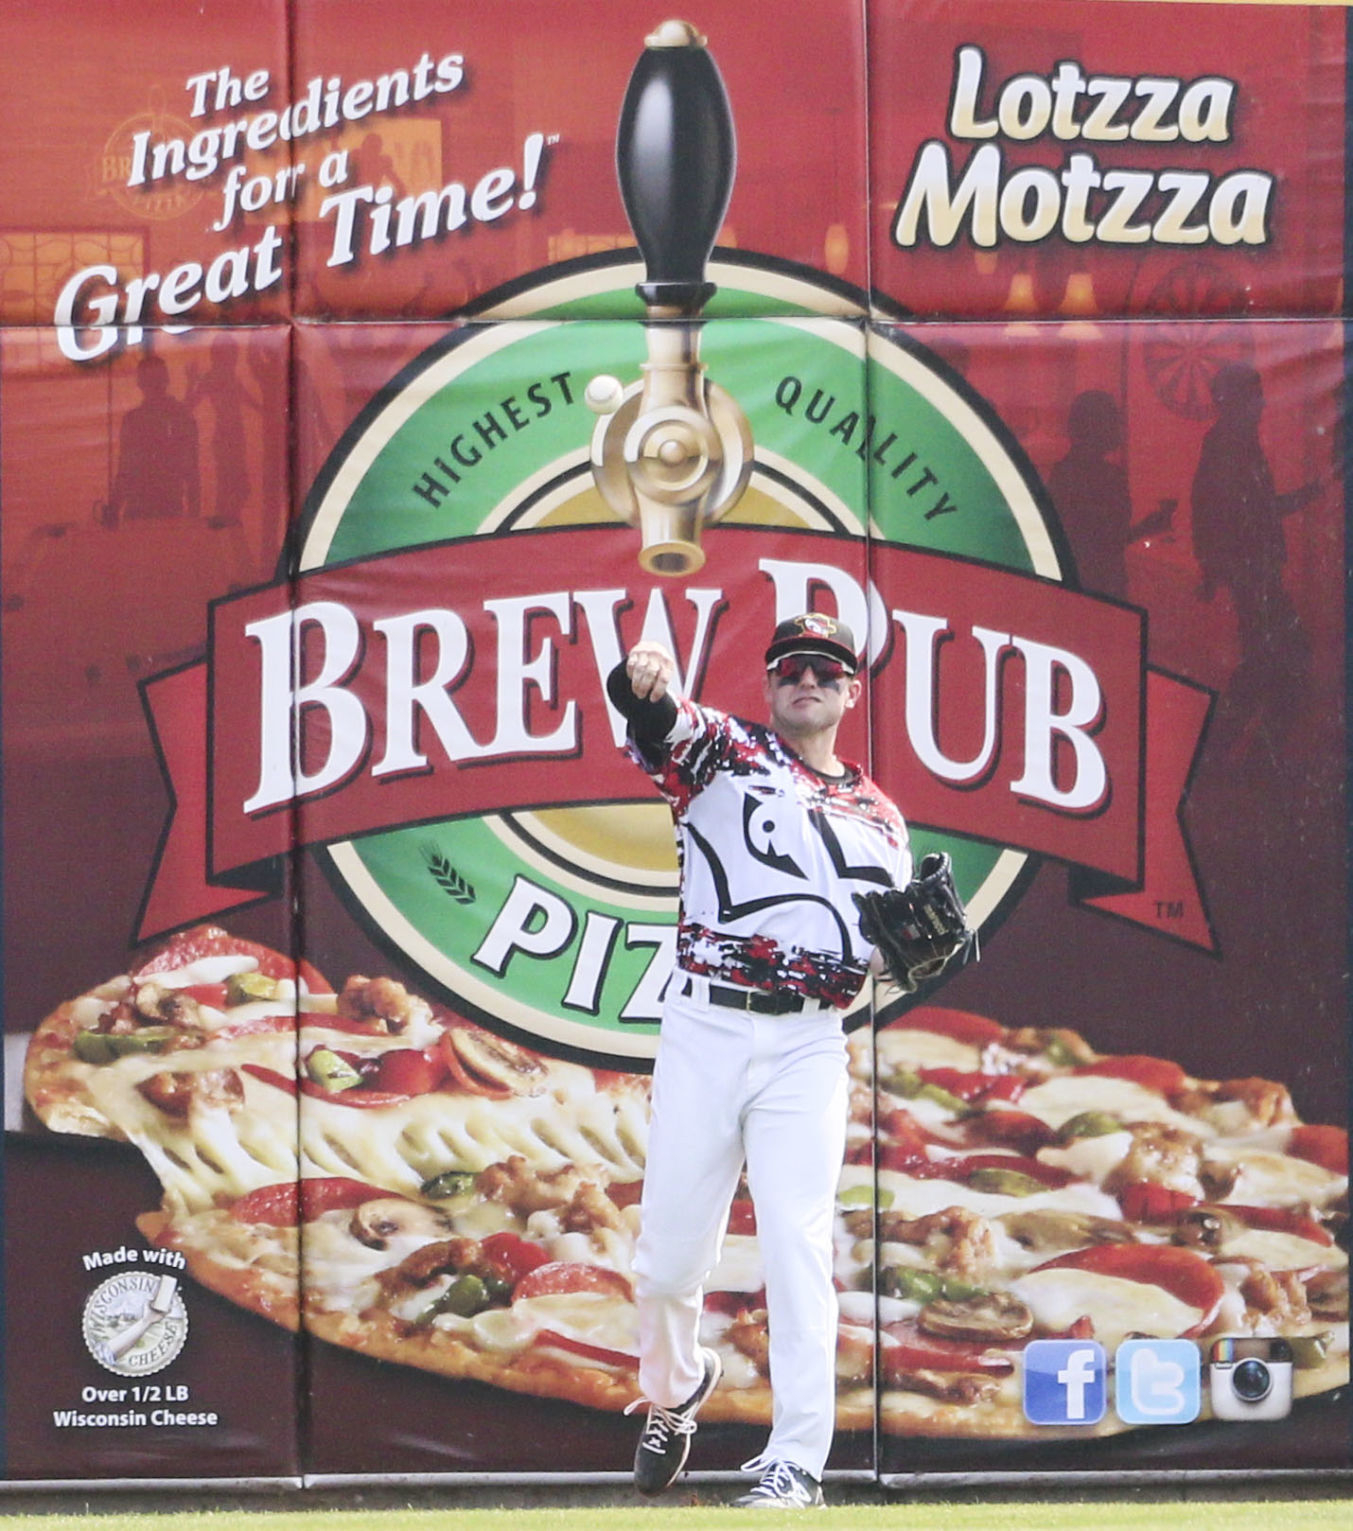 The
Ingredients
for a
Great Time!™
Lotzza
Motzza
HIGHEST QUALITY
BREW PUB
TM
PIZ
Made with
WISCONSIN
CHEESE
Over 1/2 LB
Wisconsin Cheese
f
t